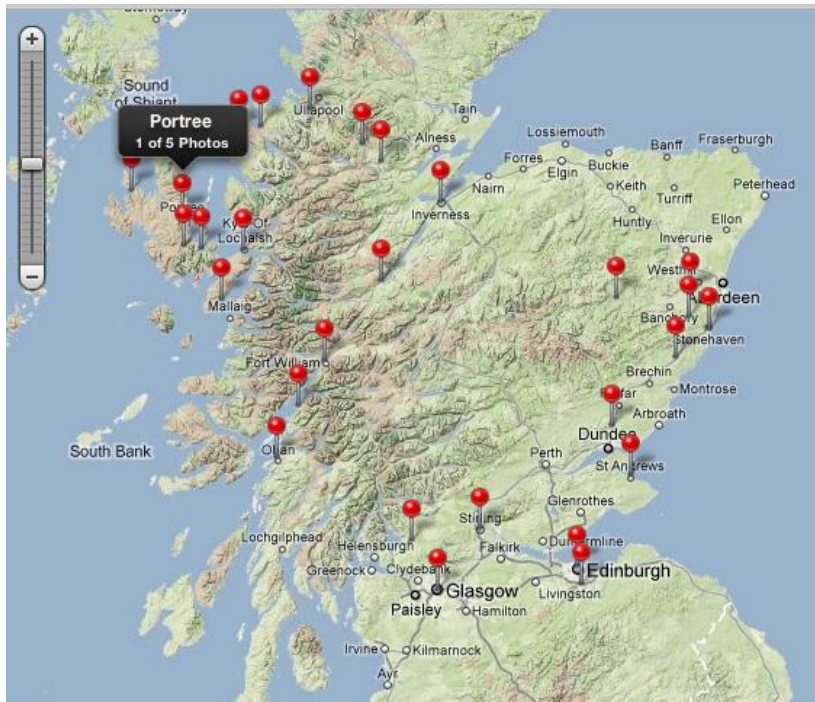 Stornoway
Sound
of Shiant
Portree
1 of 5 Photos
Ullapool
Tain
Alness
Lossiemouth
Banff
Fraserburgh
Forres
Elgin
Buckie
Nairn
Keith
Turriff
Peterhead
Inverness
Huntly
Ellon
Kyle Of
Lochalsh
Inverurie
Westhill
Aberdeen
Mallaig
Banchory
Stonehaven
Fort William
Brechin
Montrose
Arbroath
South Bank
Dundee
Perth
St Andrews
Glenrothes
Stirling
Lochgilphead
Helensburgh
Falkirk
Greenock
Clydebank
Edinburgh
Glasgow
Livingston
Paisley
Hamilton
Irvine
Kilmarnock
Ayr